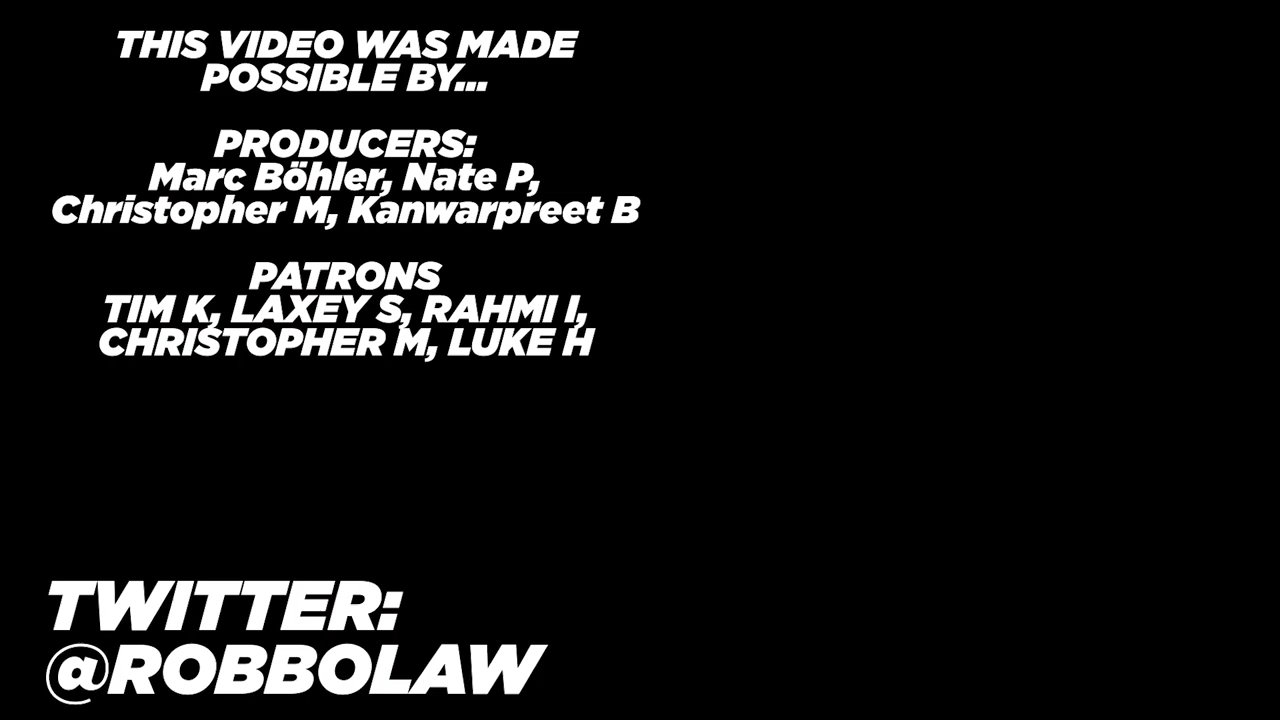 THIS VIDEO WAS MADE
POSSIBLE BY...
PRODUCERS:
Marc Böhler, Nate P,
Christopher M, Kanwarpreet B
PATRONS
TIM K, LAXEY S, RAHMI I,
CHRISTOPHER M, LUKE H
TWITTER:
@ROBBOLAW